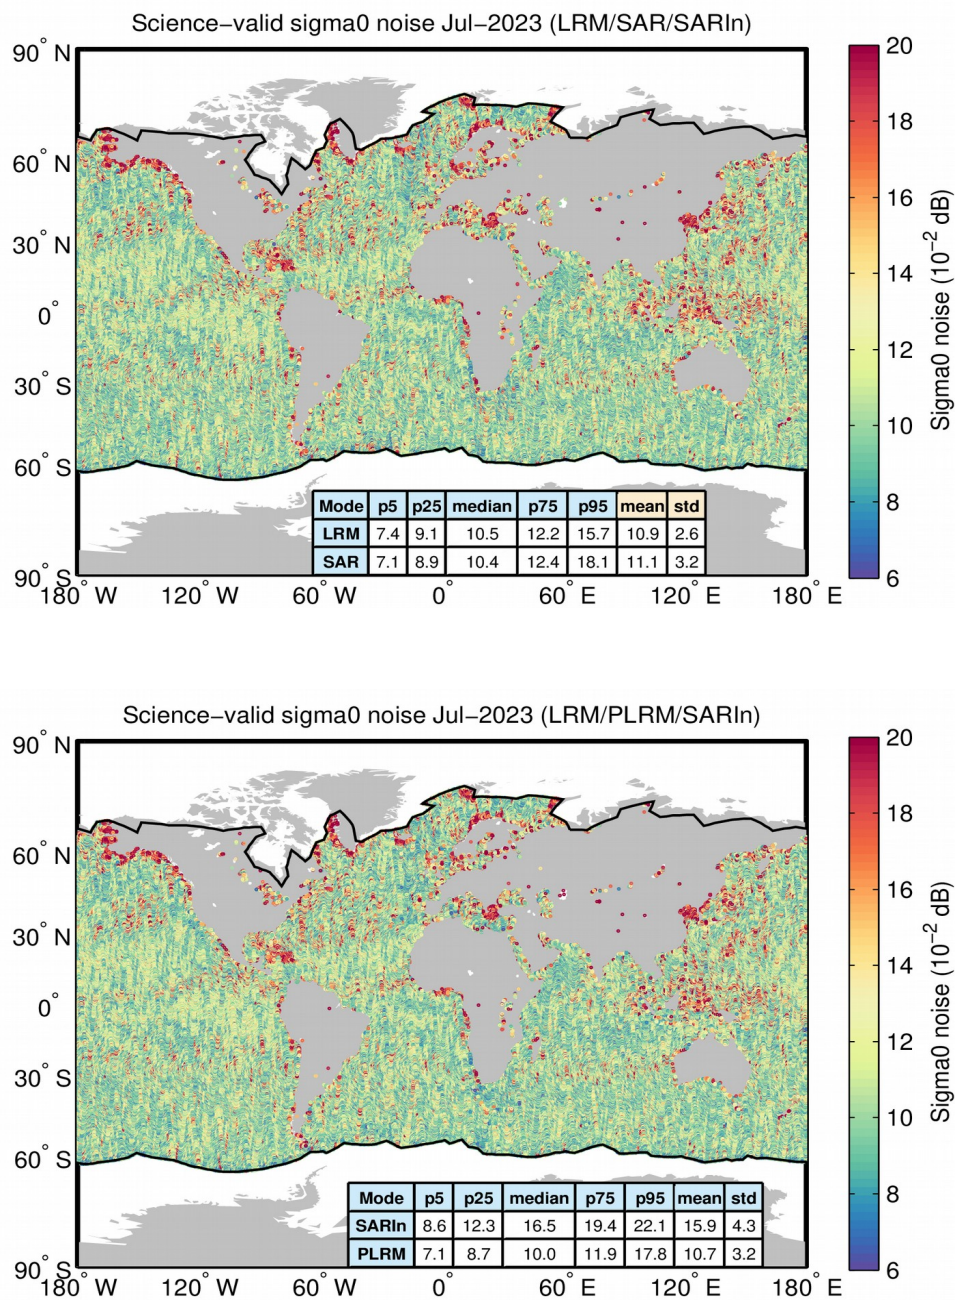 Science−valid sigma0 noise Jul−2023 (LRM/SAR/SARIn)
90° N
60° N
30° N
0°
30° S
60° S
90° S
180° W 120° W 60° W 0° 60° E 120° E 180° E
Mode p5 p25 median p75 p95 mean std
LRM 7.4 9.1 10.5 12.2 15.7 10.9 2.6
SAR 7.1 8.9 10.4 12.4 18.1 11.1 3.2
20
18
16
14
12
10
8
6
Sigma0 noise (10−2 dB)
Science−valid sigma0 noise Jul−2023 (LRM/PLRM/SARIn)
90° N
60° N
30° N
0°
30° S
60° S
90° S
180° W 120° W 60° W 0° 60° E 120° E 180° E
Mode p5 p25 median p75 p95 mean std
SARIn 8.6 12.3 16.5 19.4 22.1 15.9 4.3
PLRM 7.1 8.7 10.0 11.9 17.8 10.7 3.2
20
18
16
14
12
10
8
6
Sigma0 noise (10−2 dB)